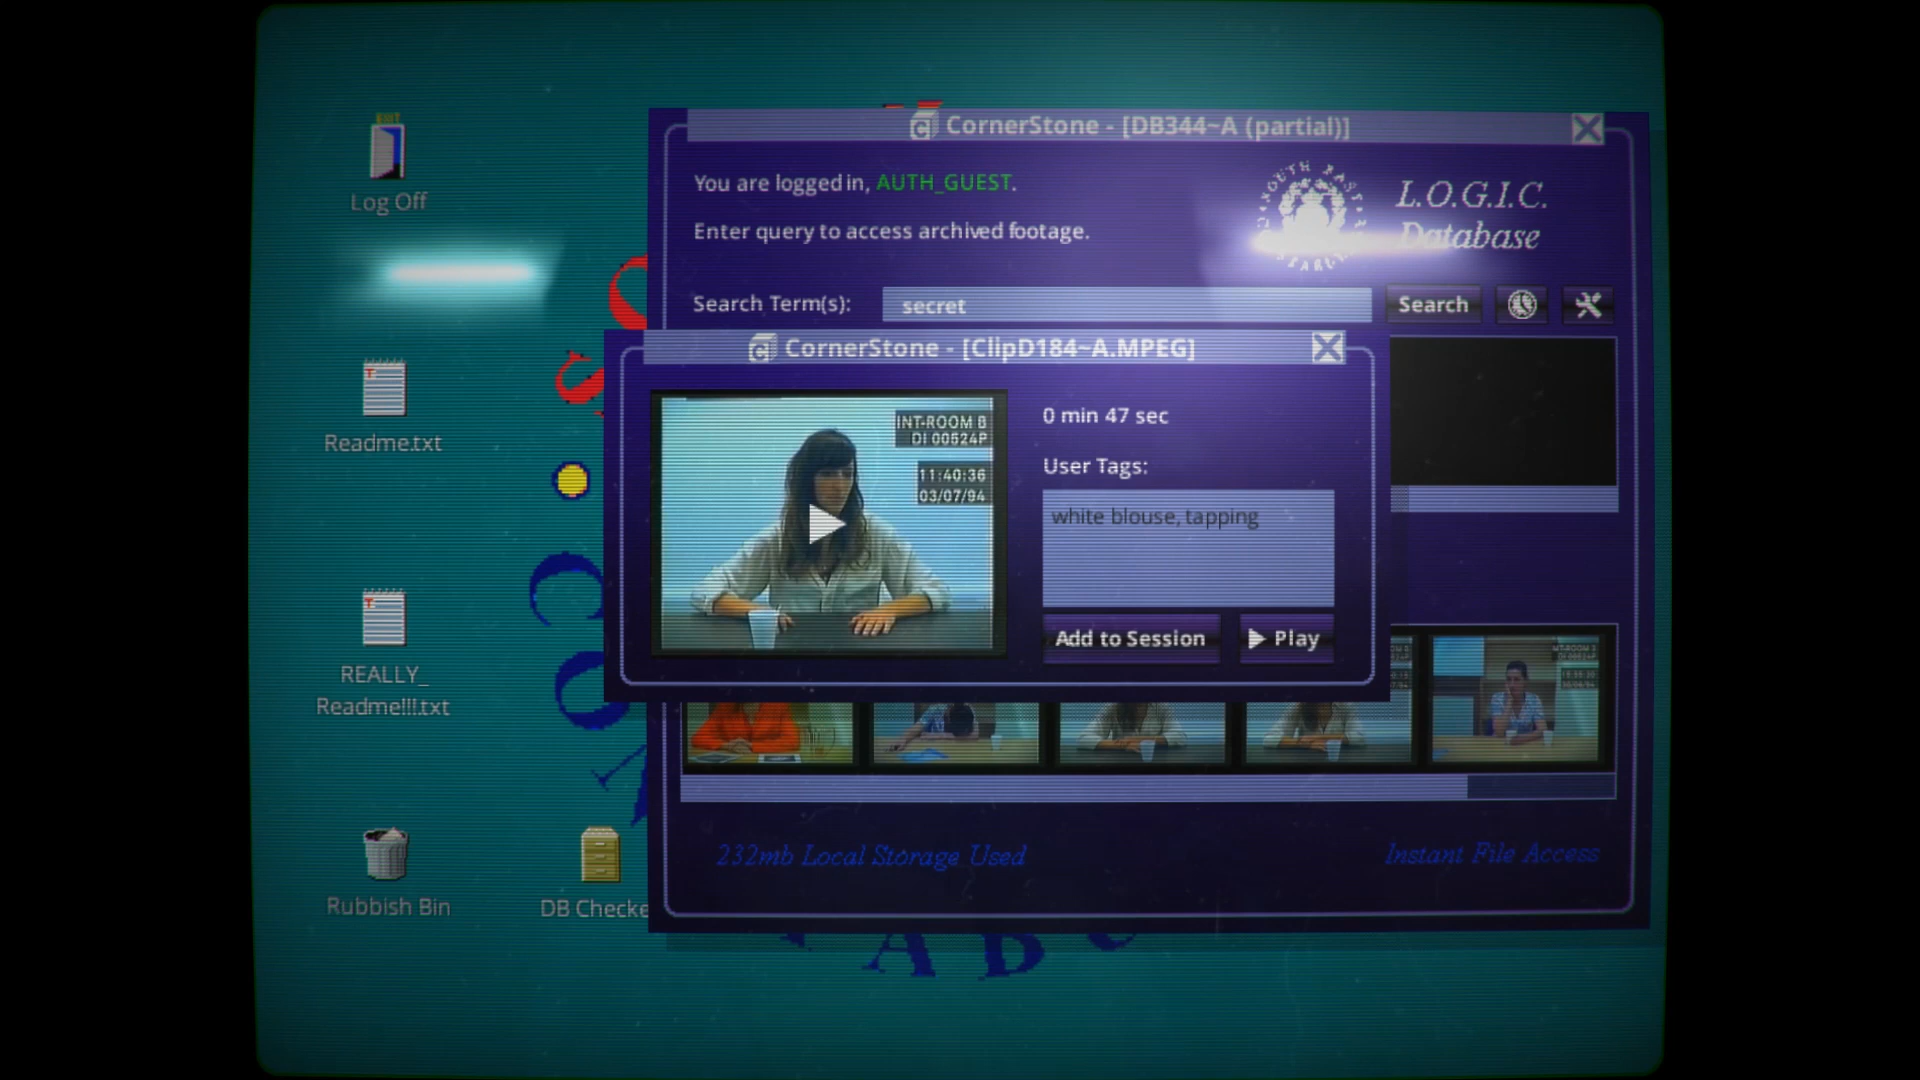 EXIT
Log Off
Readme.txt
REALLY_
Readme!!!.txt
Rubbish Bin
DB Checke
CornerStone - [DB344~A (partial)]
You are logged in, AUTH_GUEST.
Enter query to access archived footage.
L.O.G.I.C.
Database
Search Term(s):
secret
Search
CornerStone - [ClipD184~A.MPEG]
INT-ROOM 8
DI 00524P
11:40:36
03/07/94
0 min 47 sec
User Tags:
white blouse, tapping
Add to Session
Play
232mb Local Storage Used
Instant File Access